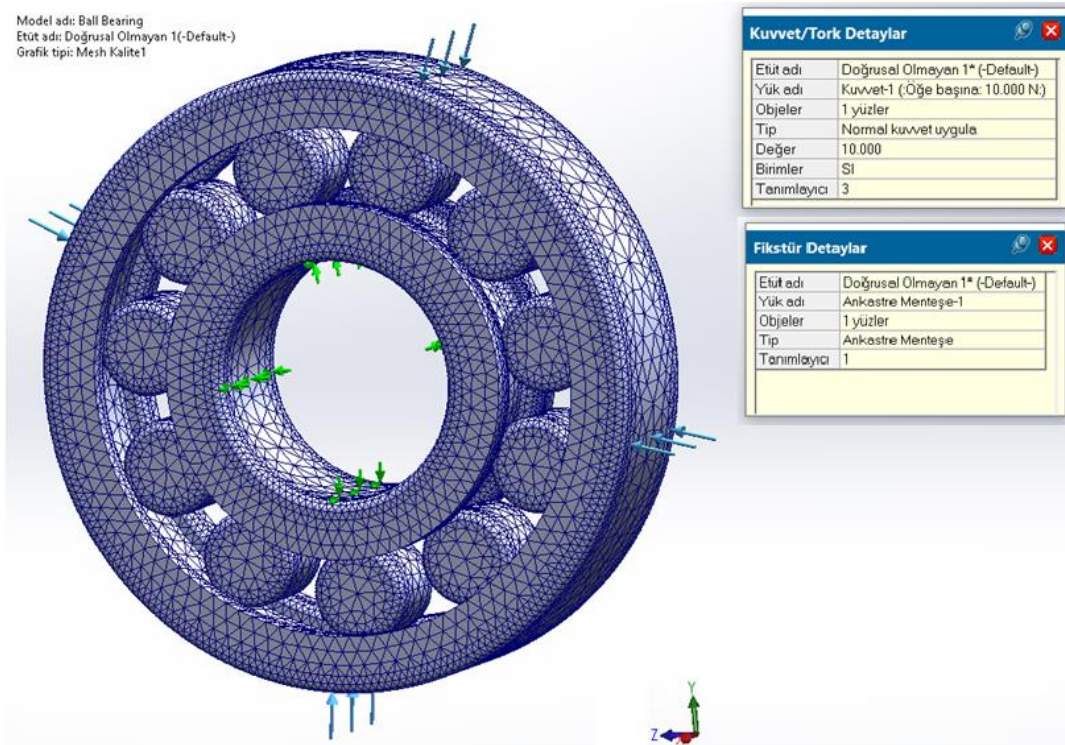 Model adı: Ball Bearing
Etüt adı: Doğrusal Olmayan 1(-Default-)
Grafik tipi: Mesh Kalite1
Kuvvet/Tork Detaylar
Etüt adı Doğrusal Olmayan 1* (-Default-)
Yük adı Kuvvet-1 (:Öğe başına: 10.000 N:)
Objeler 1 yüzler
Tip Normal kuvvet uygula
Değer 10.000
Birimler SI
Tanımlayıcı 3
Fikstür Detaylar
Etüt adı Doğrusal Olmayan 1* (-Default-)
Yük adı Ankastre Menteşe-1
Objeler 1 yüzler
Tip Ankastre Menteşe
Tanımlayıcı 1
Y
Z